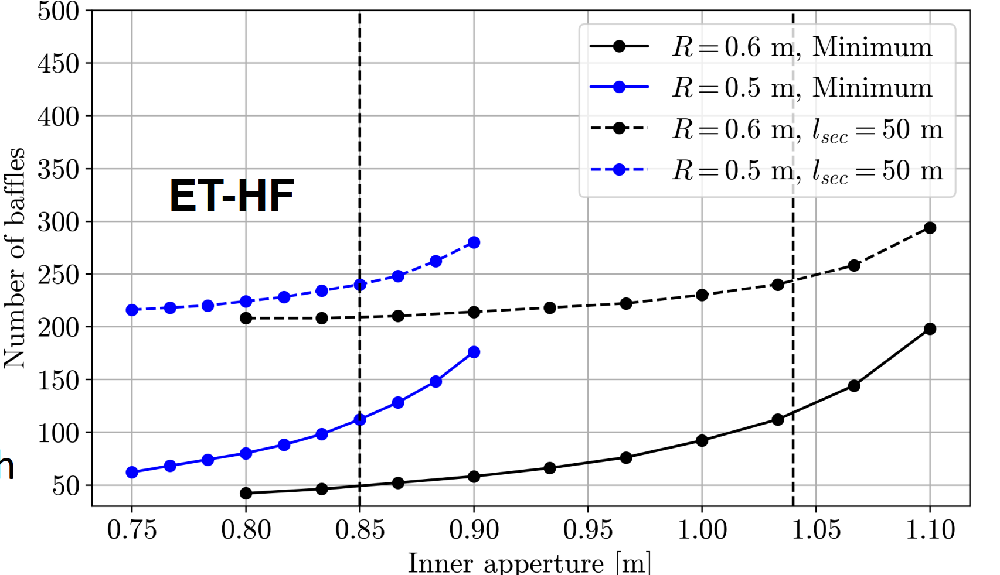 500
450
400
350
300
250
200
150
100
50
Number of baffles
ET-HF
R = 0.6 m, Minimum
R = 0.5 m, Minimum
R = 0.6 m, l_sec = 50 m
R = 0.5 m, l_sec = 50 m
0.75 0.80 0.85 0.90 0.95 1.00 1.05 1.10
Inner apperture [m]